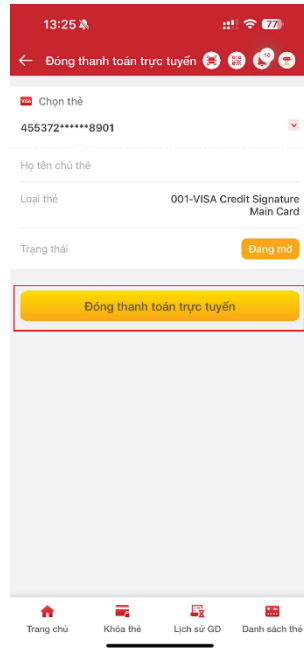 13:25
77
Đóng thanh toán trực tuyến
10
VISA Chọn thẻ
455372******8901
Họ tên chủ thẻ
Loại thẻ 001-VISA Credit Signature
Main Card
Trạng thái Đang mở
Đóng thanh toán trực tuyến
Trang chủ Khóa thẻ Lịch sử GD Danh sách thẻ